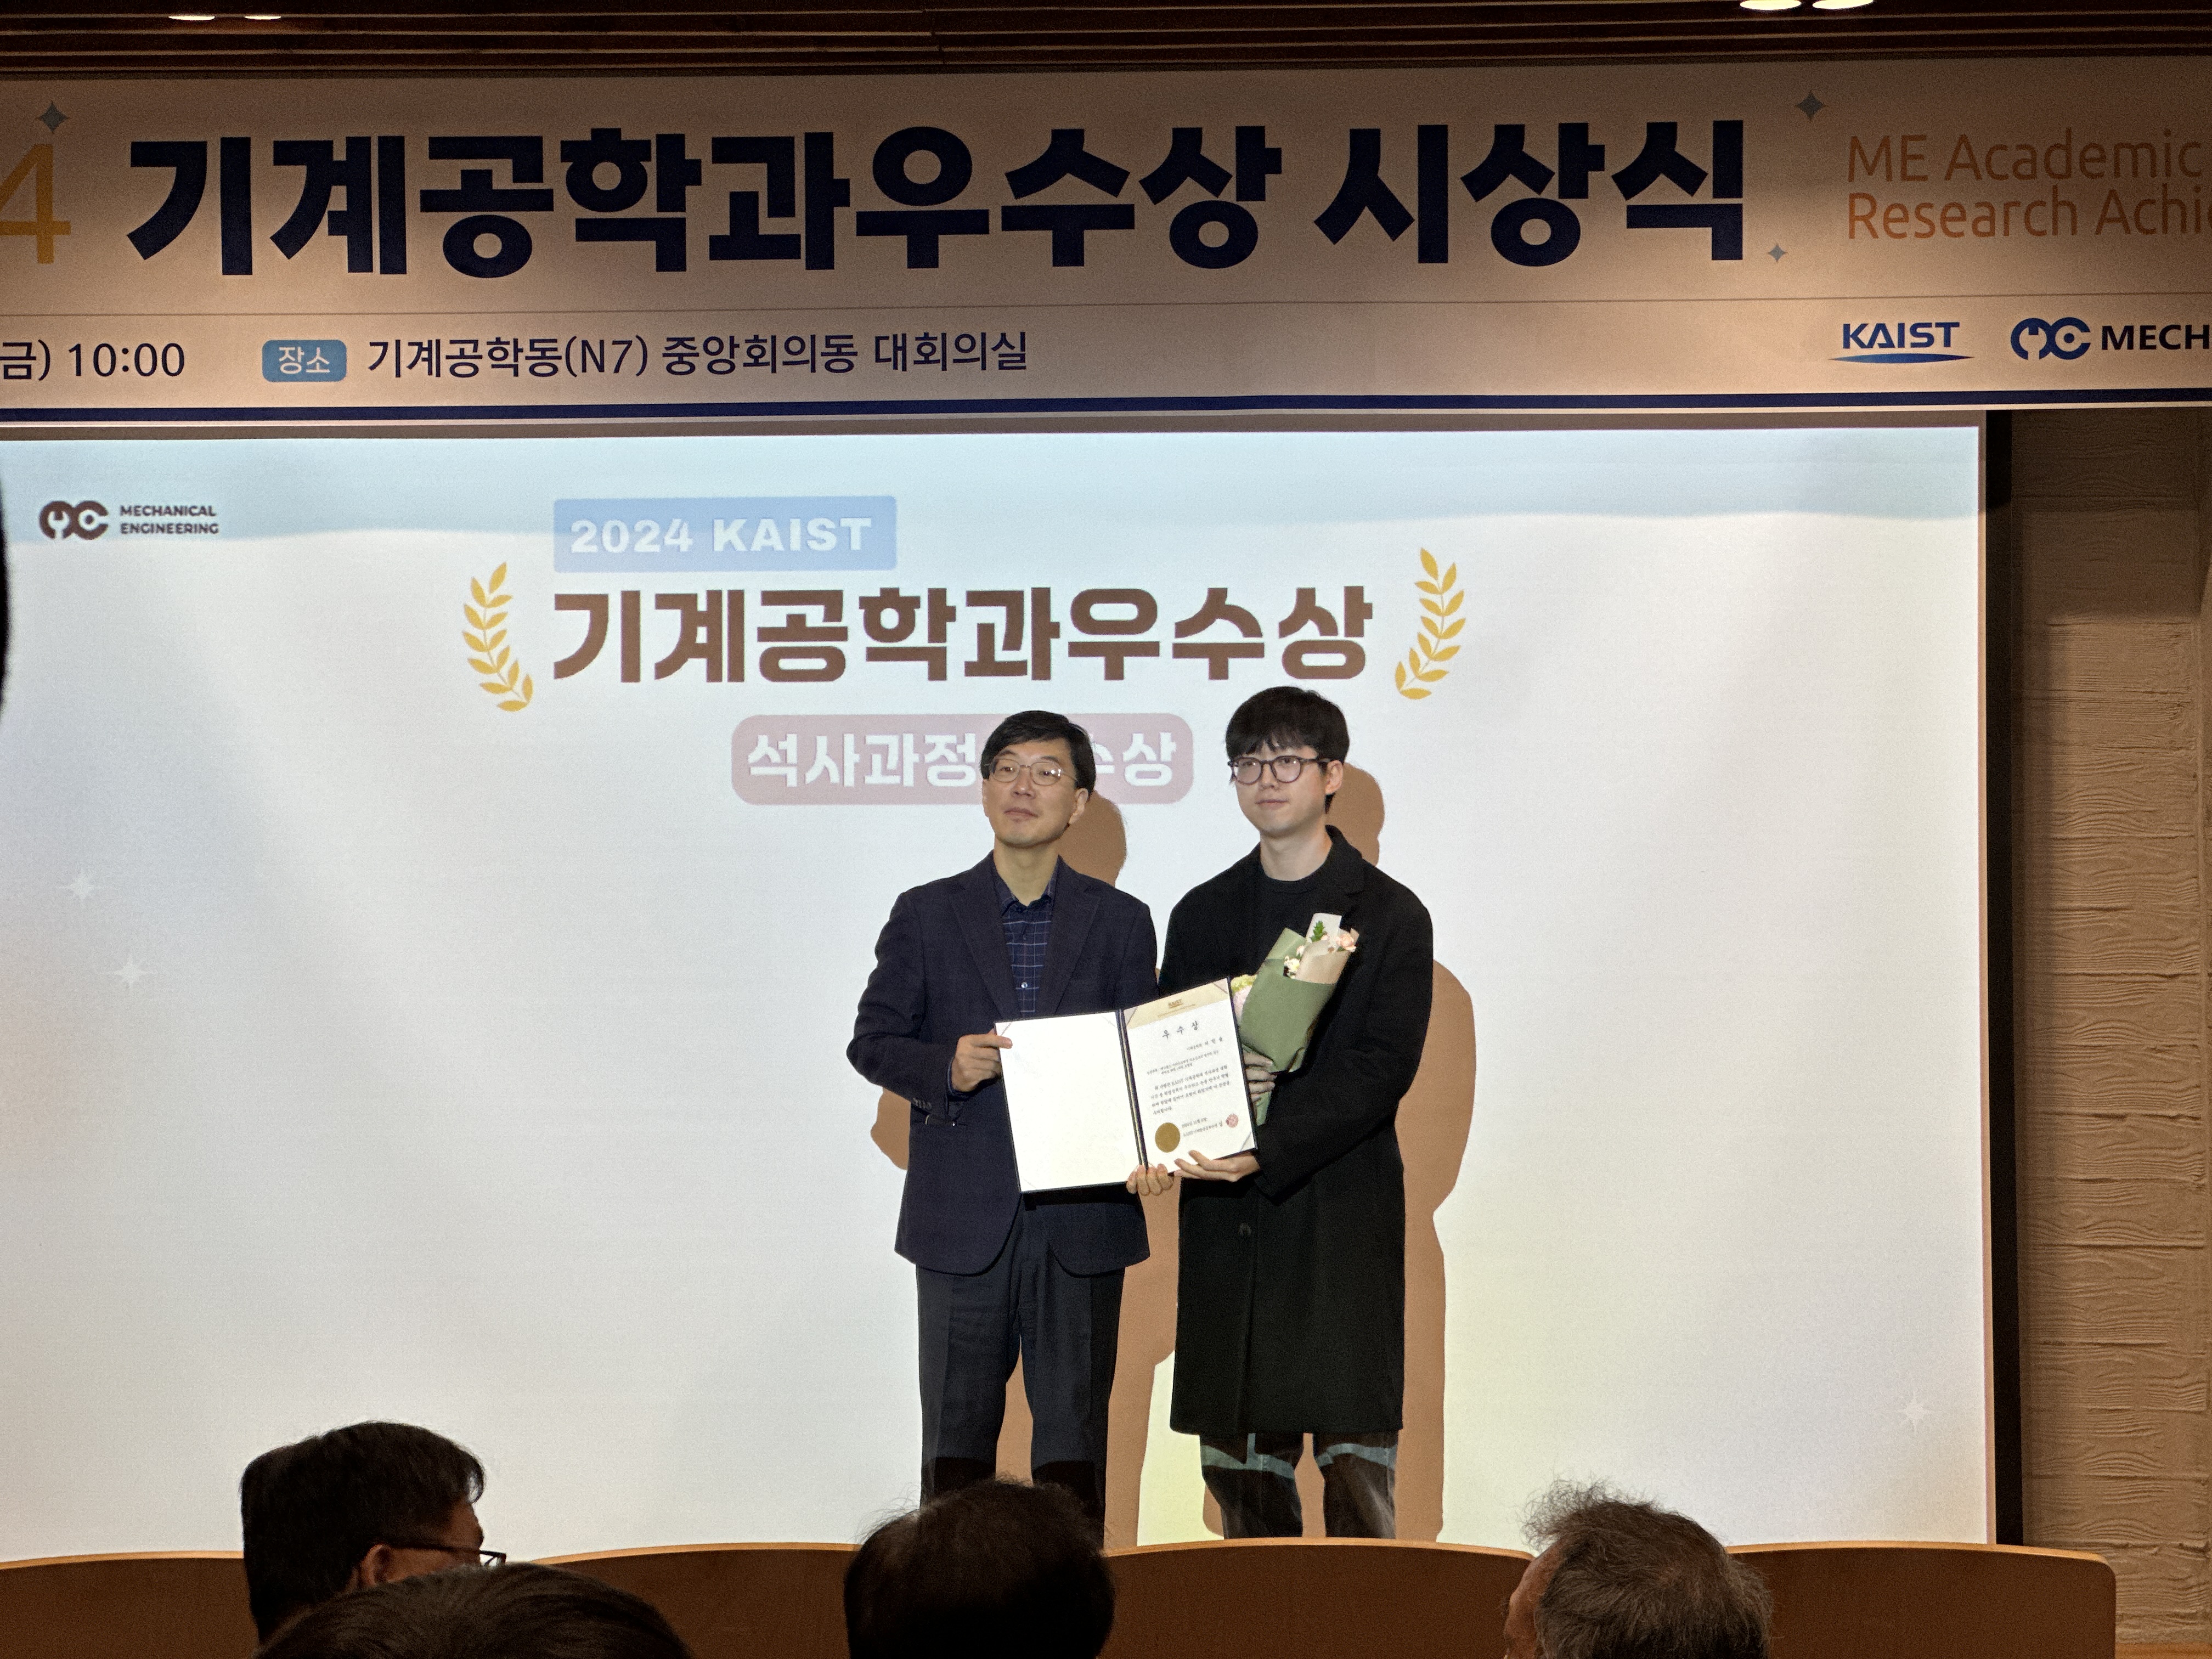 4 기계공학과우수상 시상식
ME Academic
Research Achi
금) 10:00 장소 기계공학동(N7) 중앙회의동 대회의실
KAIST MECH
MECHANICAL
ENGINEERING
2024 KAIST
기계공학과우수상
석사과정 수상
KAIST
우수상